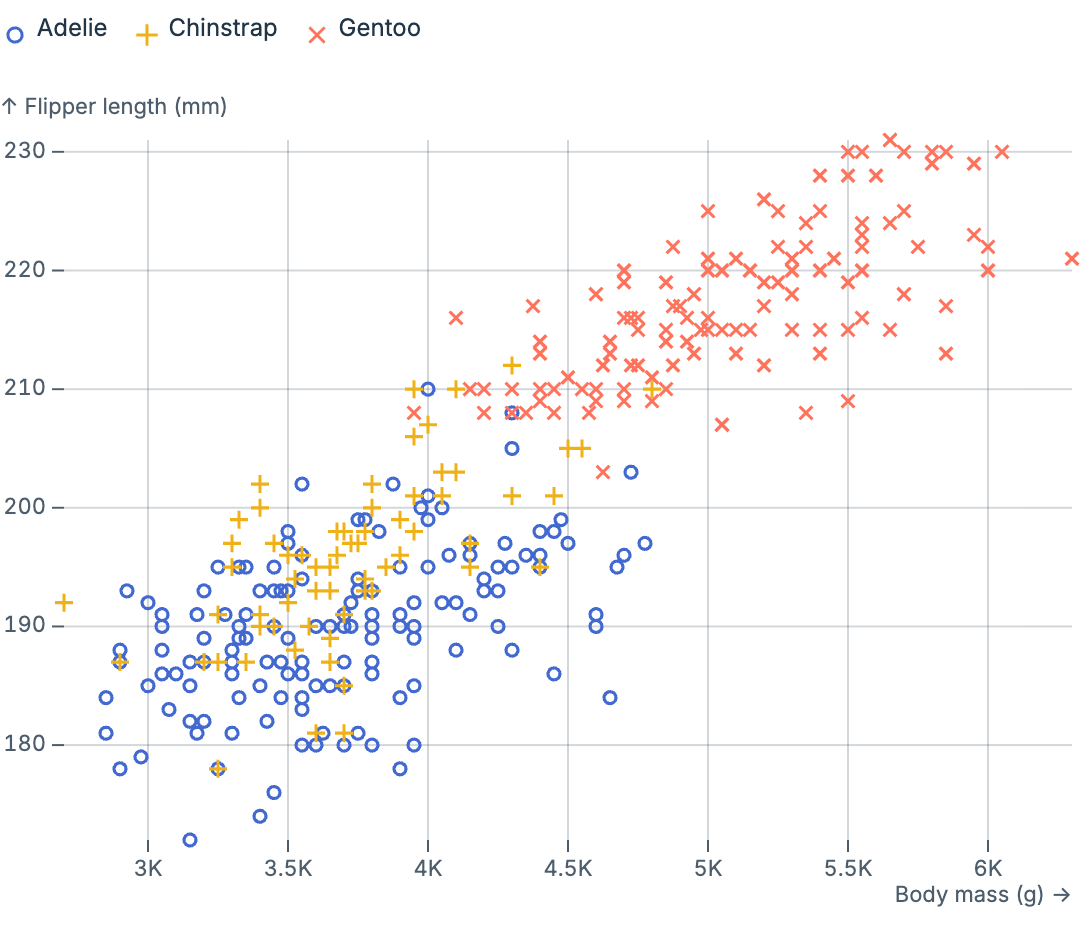 Adelie Chinstrap Gentoo
↑ Flipper length (mm)
230
220
210
200
190
180
3K 3.5K 4K 4.5K 5K 5.5K 6K
Body mass (g) →